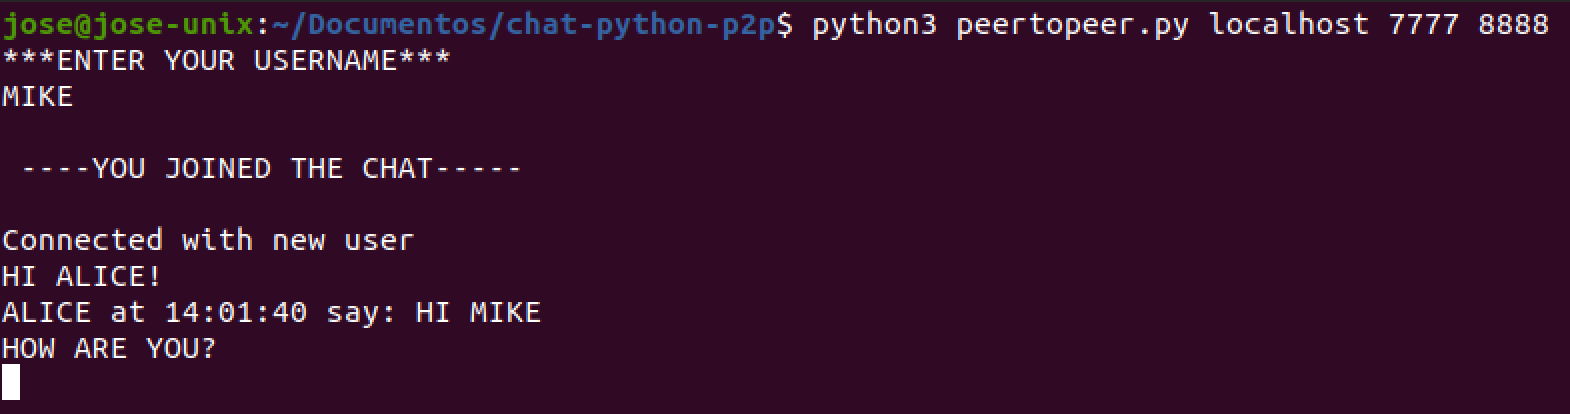 jose@jose-unix:~/Documentos/chat-python-p2p$ python3 peertopeer.py localhost 7777 8888
***ENTER YOUR USERNAME***
MIKE
----YOU JOINED THE CHAT-----
Connected with new user
HI ALICE!
ALICE at 14:01:40 say: HI MIKE
HOW ARE YOU?